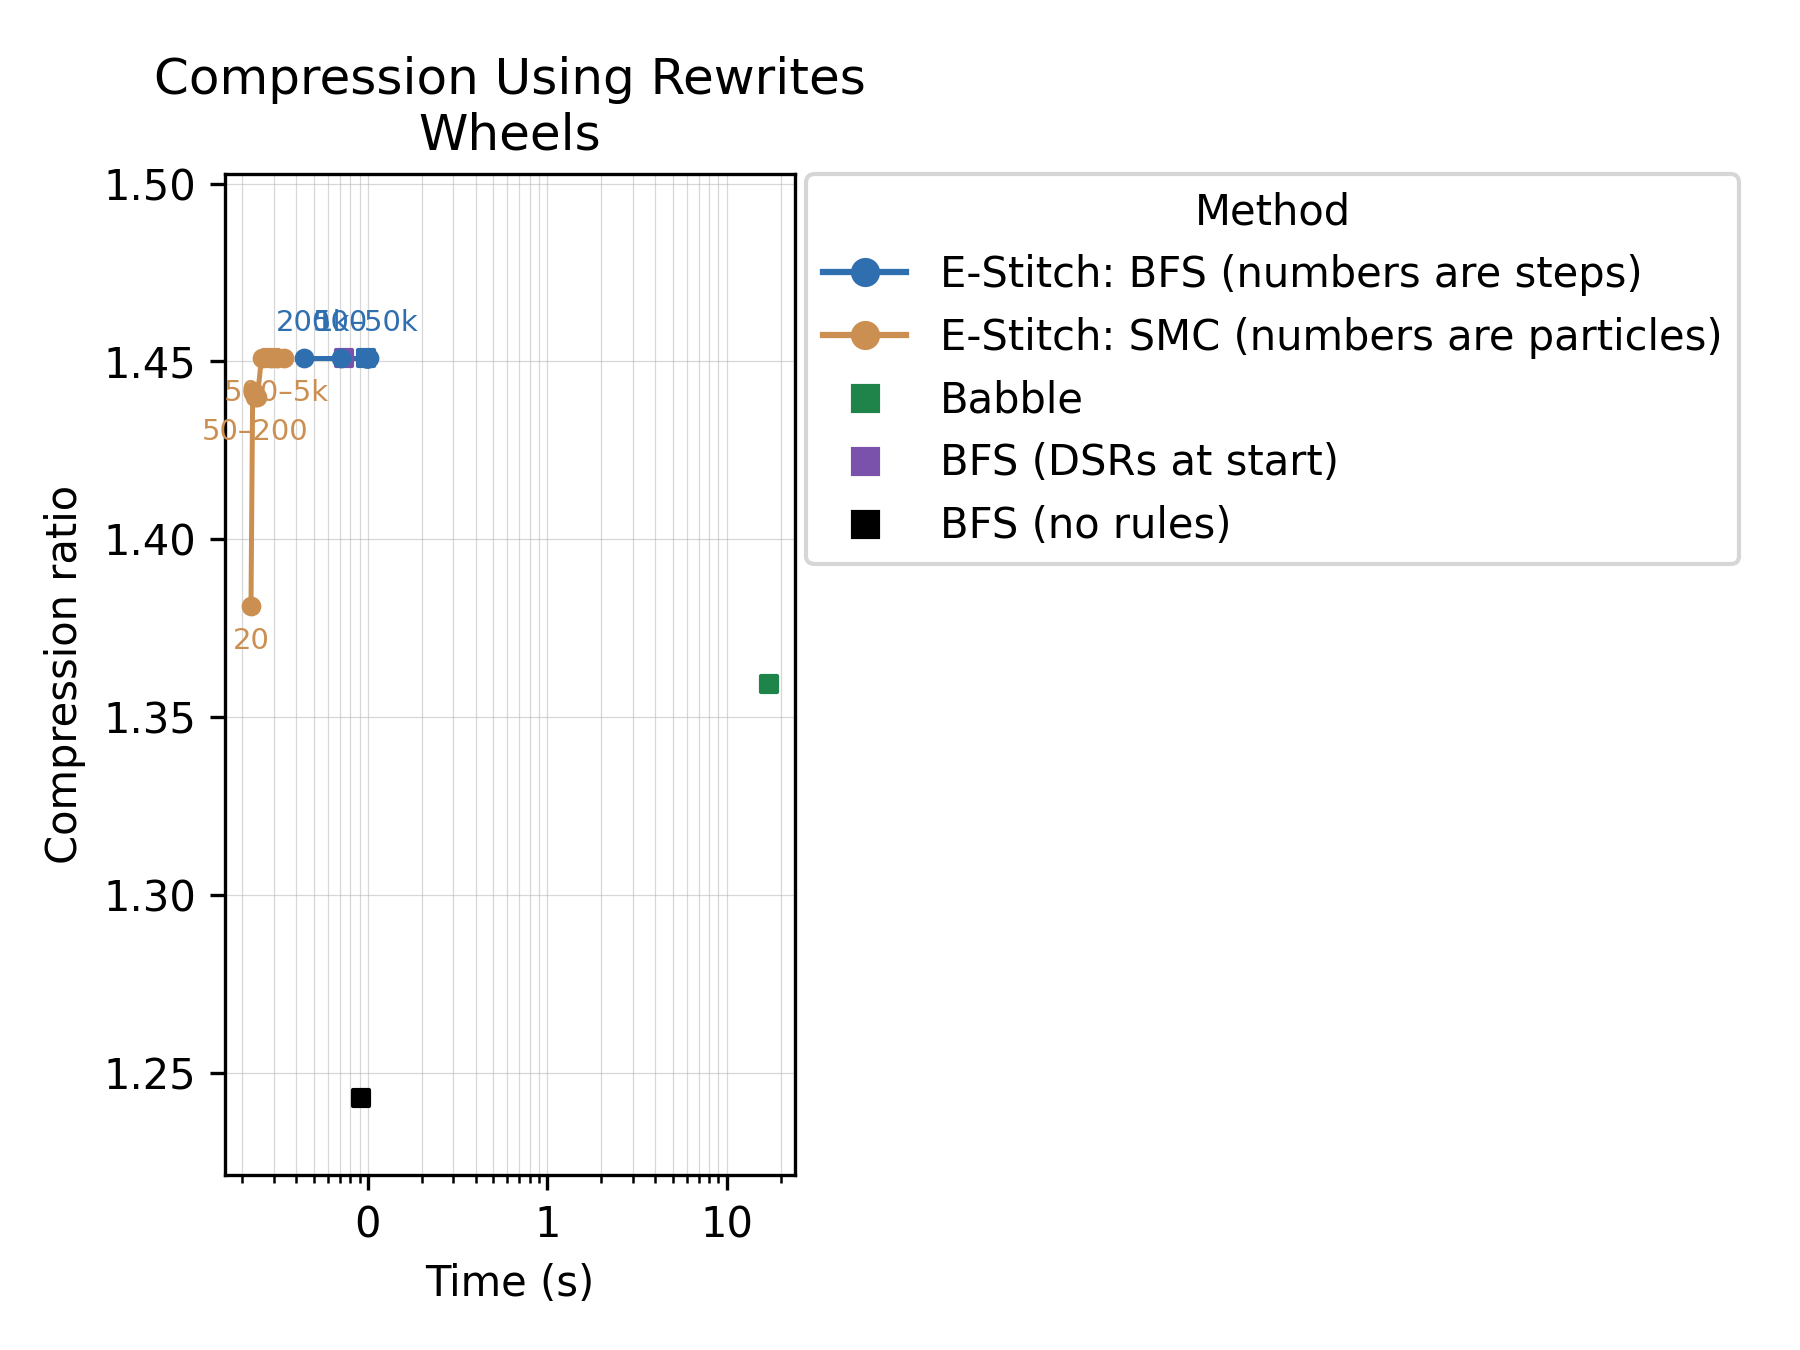 Compression Using Rewrites
Wheels
1.50
1.45
1.40
1.35
1.30
1.25
Compression ratio
50–200
20
0
1
10
Time (s)
Method
E-Stitch: BFS (numbers are steps)
E-Stitch: SMC (numbers are particles)
Babble
BFS (DSRs at start)
BFS (no rules)